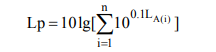 Lp = 10lg[∑_{i=1}^{n} 10^{0.1L_{A(i)}}]